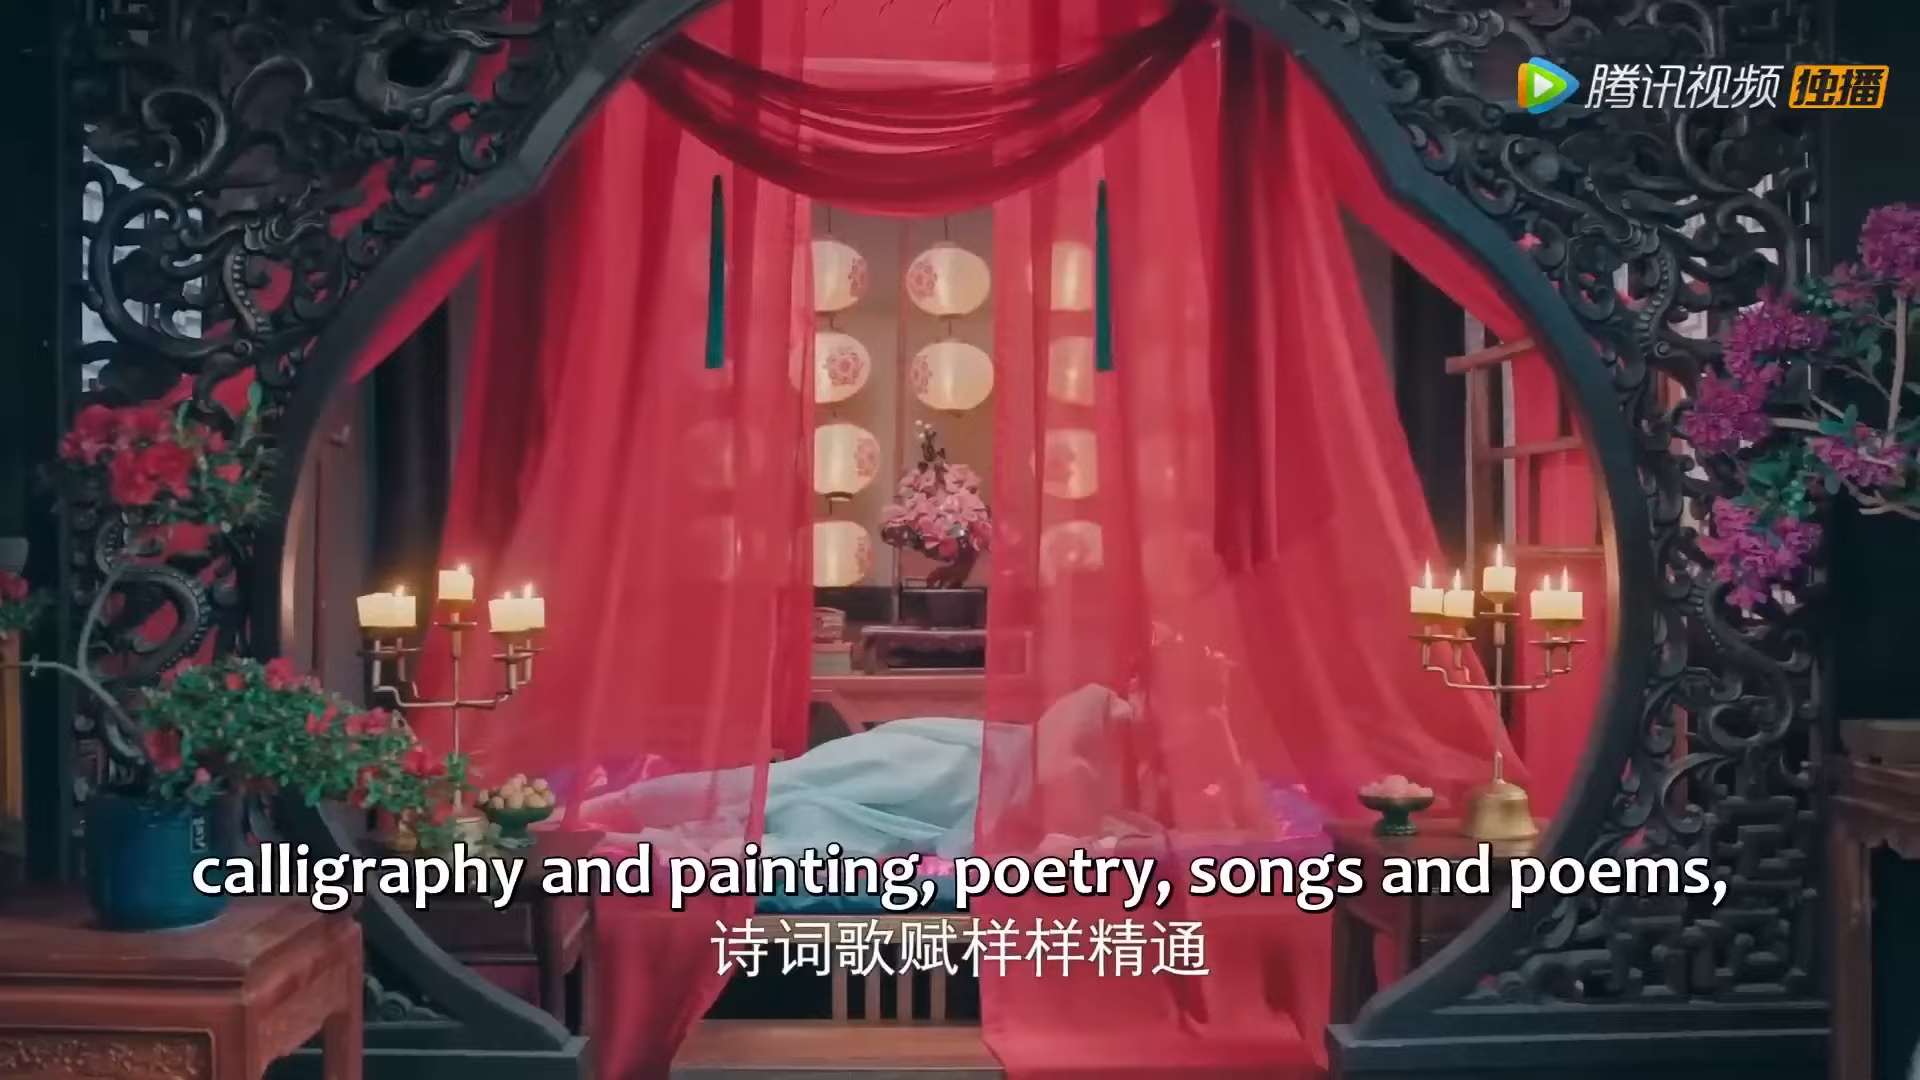 腾讯视频 独播
calligraphy and painting, poetry, songs and poems,
诗词歌赋样样精通